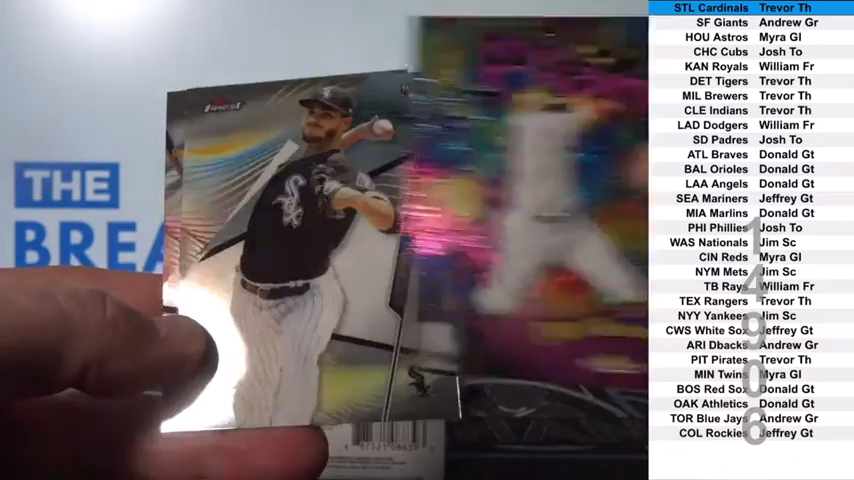 finest
Sox
THE
BREA
STL Cardinals Trevor Th
SF Giants Andrew Gr
HOU Astros Myra Gl
CHC Cubs Josh To
KAN Royals William Fr
DET Tigers Trevor Th
MIL Brewers Trevor Th
CLE Indians Trevor Th
LAD Dodgers William Fr
SD Padres Josh To
ATL Braves Donald Gt
BAL Orioles Donald Gt
LAA Angels Donald Gt
SEA Mariners Jeffrey Gt
MIA Marlins Donald Gt
PHI Phillies Josh To
WAS Nationals Jim Sc
CIN Reds Myra Gl
NYM Mets Jim Sc
TB Rays William Fr
TEX Rangers Trevor Th
NYY Yankees Jim Sc
CWS White Sox Jeffrey Gt
ARI Dbacks Andrew Gr
PIT Pirates Trevor Th
MIN Twins Myra Gl
BOS Red Sox Donald Gt
OAK Athletics Donald Gt
TOR Blue Jays Andrew Gr
COL Rockies Jeffrey Gt
1
4
9
0
6